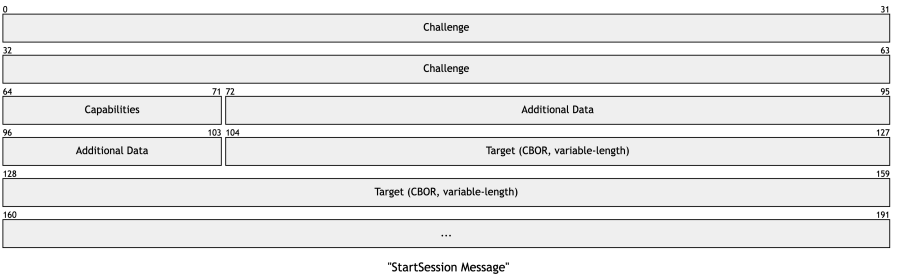 0 31
Challenge
32 63
Challenge
64 71 72 95
Capabilities Additional Data
96 103 104 127
Additional Data Target (CBOR, variable-length)
128 159
Target (CBOR, variable-length)
160 191
...
"StartSession Message"